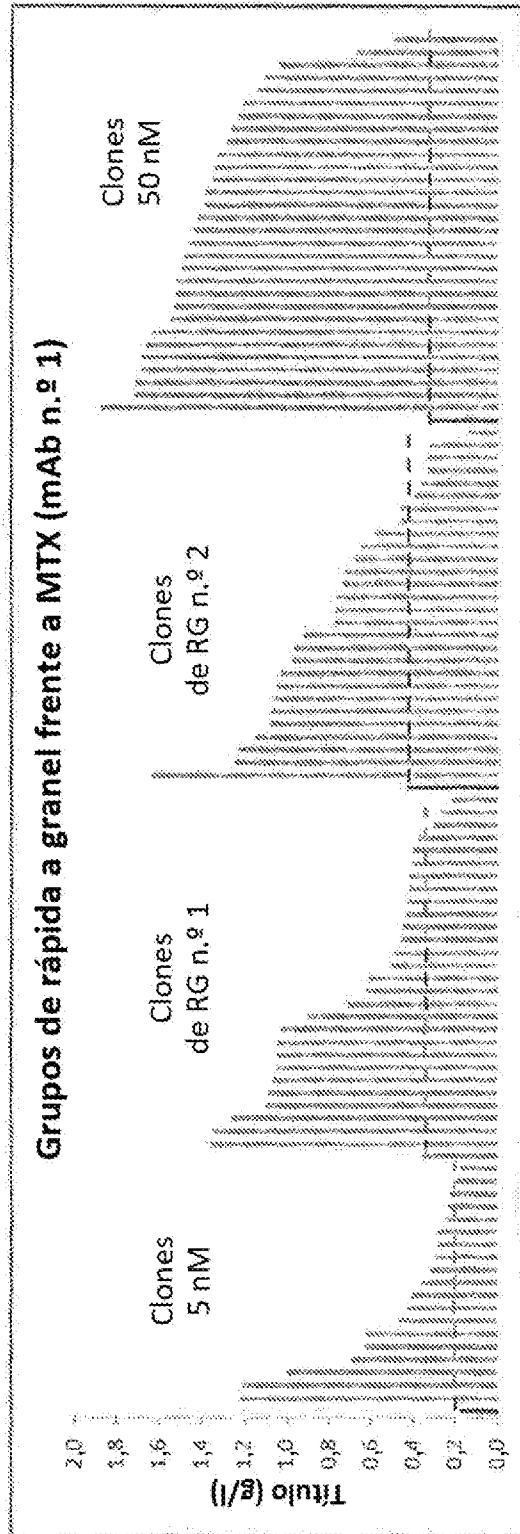 Grupos de rápida a granel frente a MTX (mAb n.º 1)
Título (g/l)
2,0
1,8
1,6
1,4
1,2
1,0
0,8
0,6
0,4
0,2
0,0
Clones
5 nM
Clones
de RG n.º 1
Clones
de RG n.º 2
Clones
50 nM